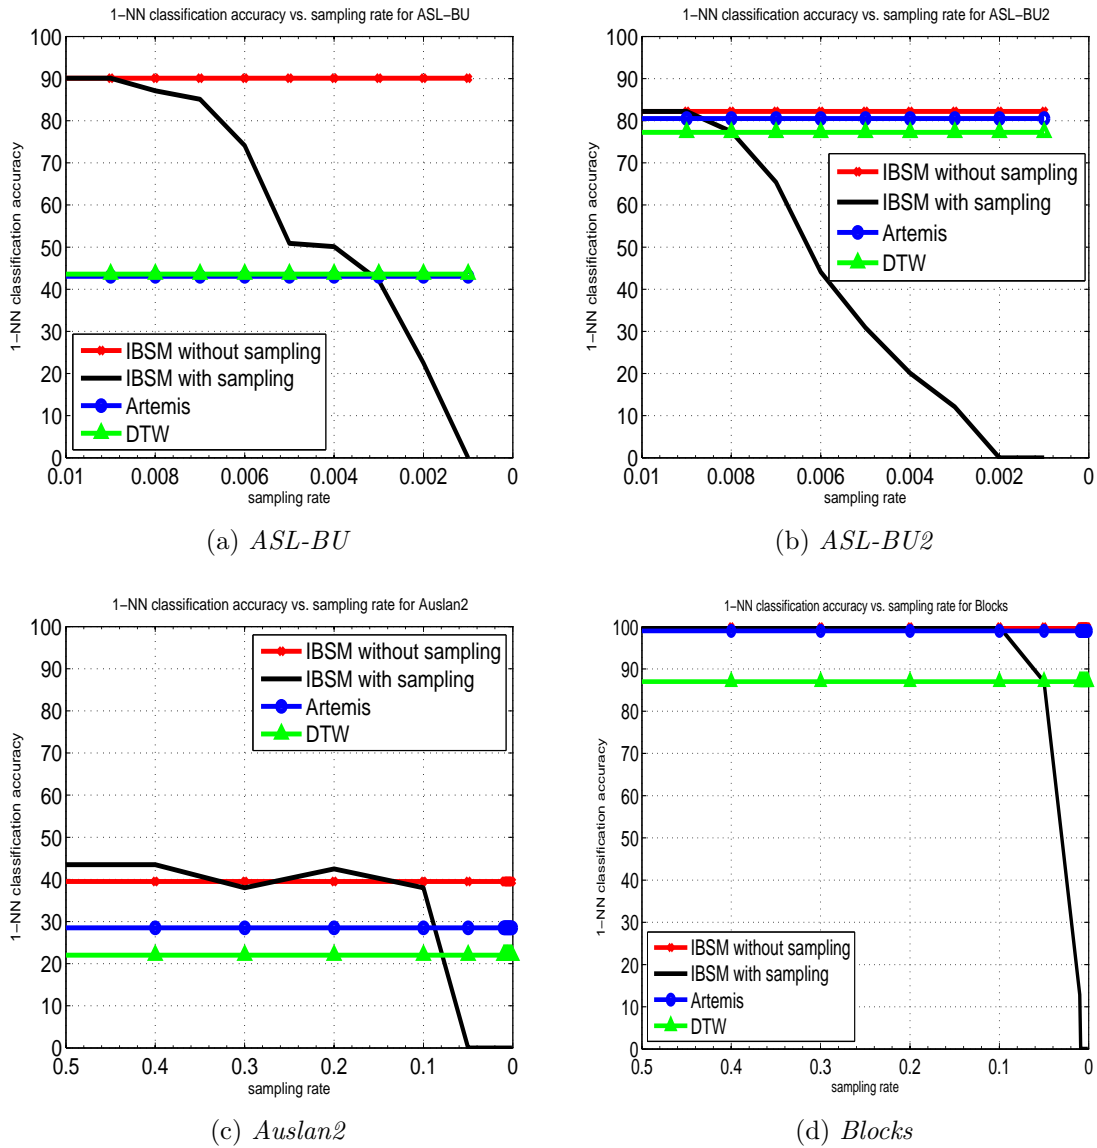 1−NN classification accuracy vs. sampling rate for ASL−BU
1−NN classification accuracy
100
90
80
70
60
50
40
30
20
10
0
IBSM without sampling
IBSM with sampling
Artemis
DTW
0.01 0.008 0.006 0.004 0.002 0
sampling rate
(a) ASL-BU
1−NN classification accuracy vs. sampling rate for ASL−BU2
1−NN classification accuracy
100
90
80
70
60
50
40
30
20
10
0
IBSM without sampling
IBSM with sampling
Artemis
DTW
0.01 0.008 0.006 0.004 0.002 0
sampling rate
(b) ASL-BU2
1−NN classification accuracy vs. sampling rate for Auslan2
1−NN classification accuracy
100
90
80
70
60
50
40
30
20
10
0
IBSM without sampling
IBSM with sampling
Artemis
DTW
0.5 0.4 0.3 0.2 0.1 0
sampling rate
(c) Auslan2
1−NN classification accuracy vs. sampling rate for Blocks
1−NN classification accuracy
100
90
80
70
60
50
40
30
20
10
0
IBSM without sampling
IBSM with sampling
Artemis
DTW
0.5 0.4 0.3 0.2 0.1 0
sampling rate
(d) Blocks